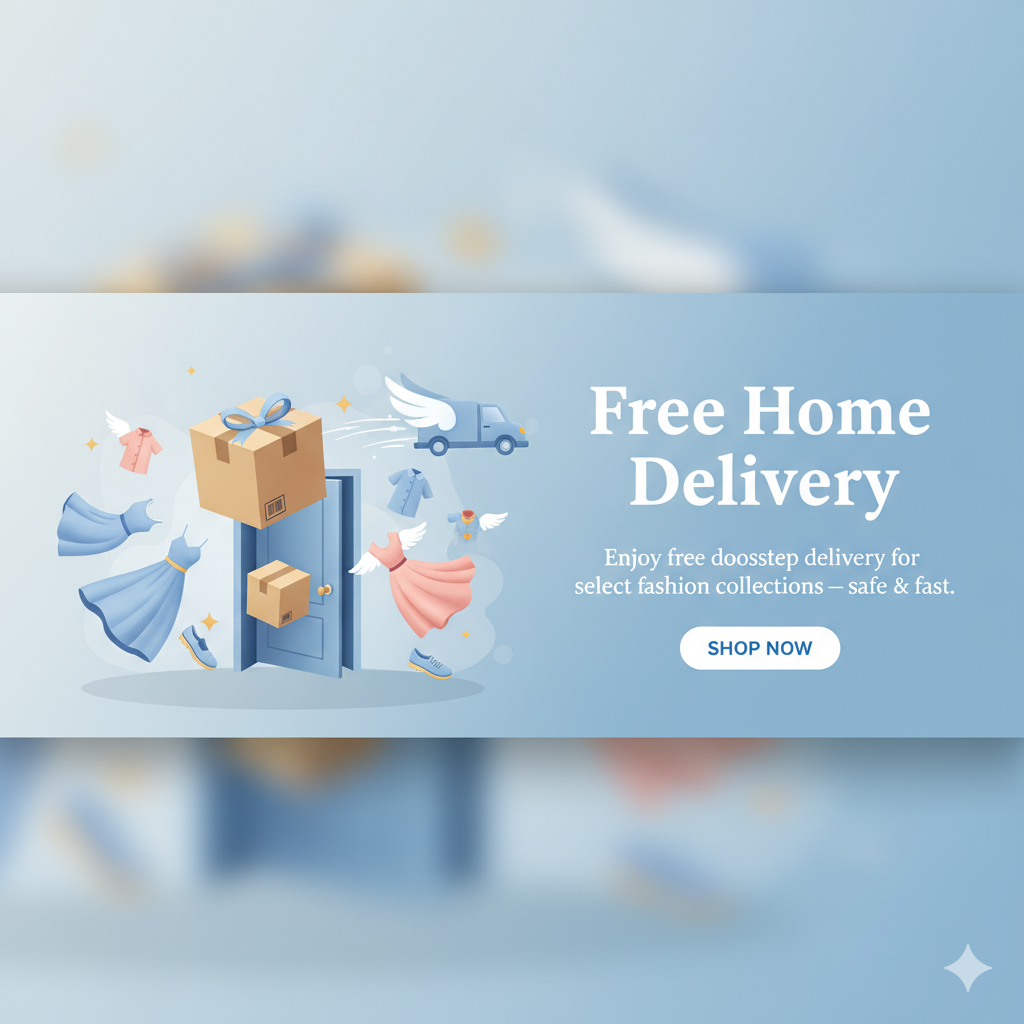 Free Home
Delivery
Enjoy free doosstep delivery for
select fashion collections – safe & fast.
SHOP NOW